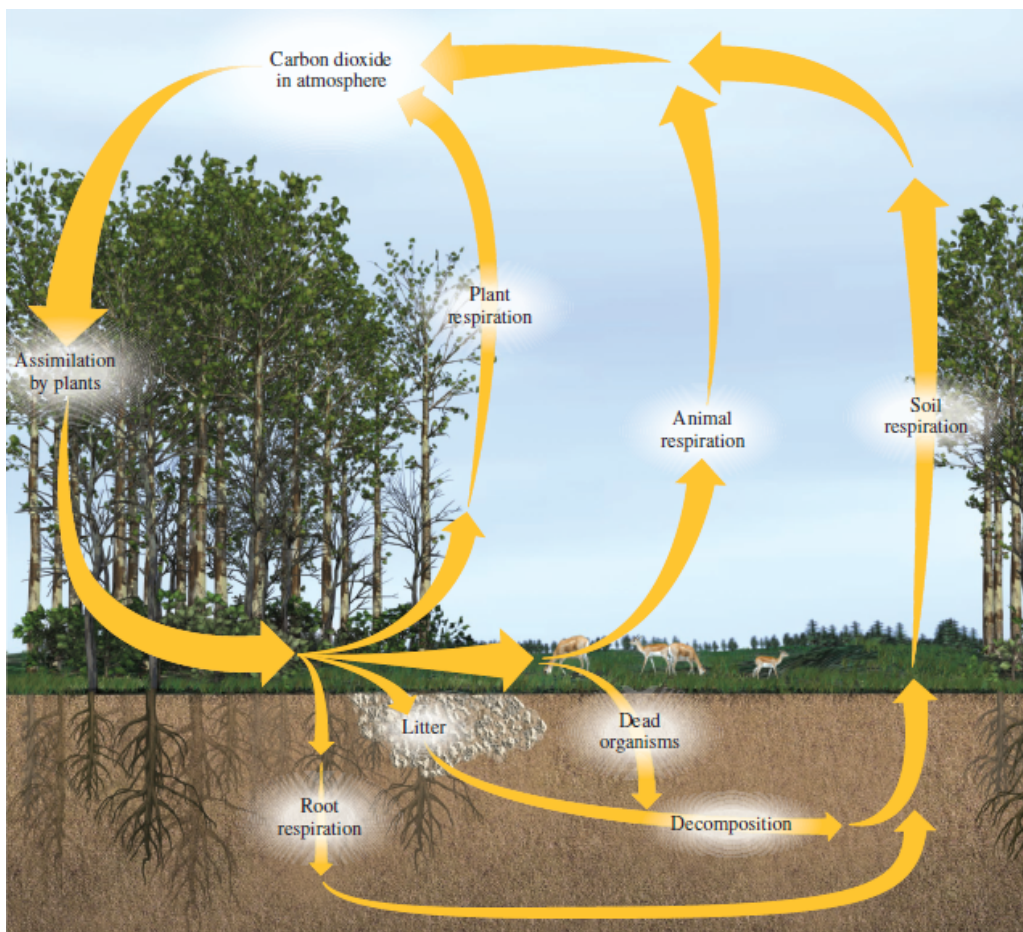 Carbon dioxide
in atmosphere
Plant
respiration
Assimilation
by plants
Animal
respiration
Soil
respiration
Litter
Dead
organisms
Root
respiration
Decomposition